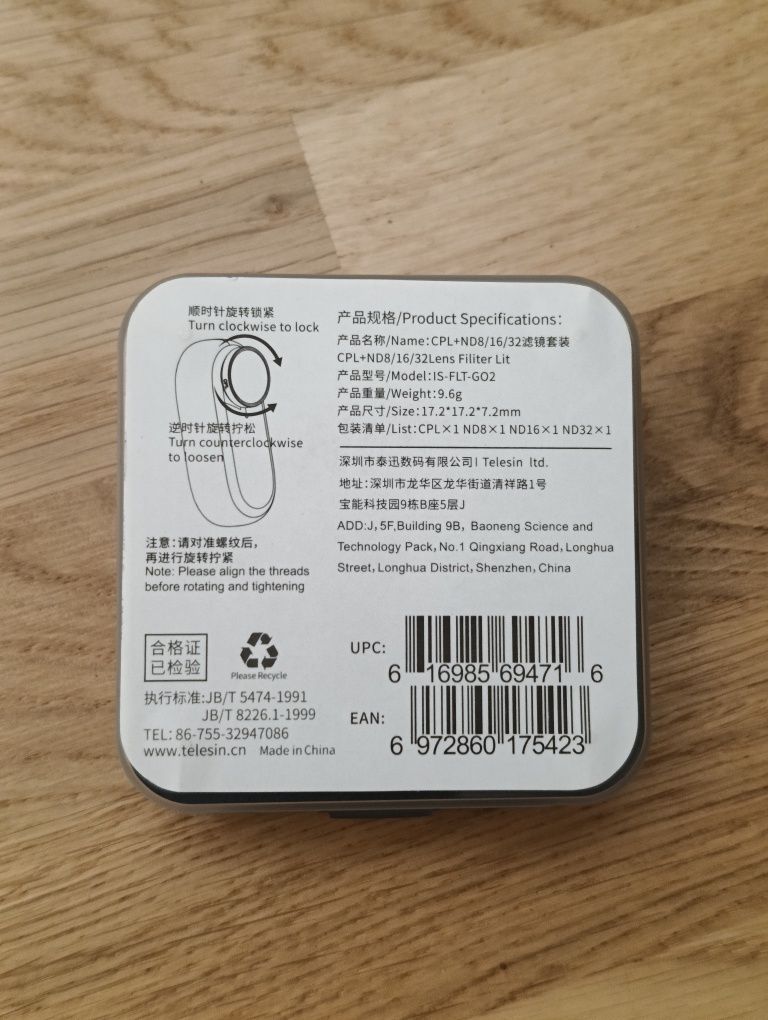 顺时针旋转锁紧
Turn clockwise to lock
逆时针旋转拧松
Turn counterclockwise
to loosen
注意：请对准螺纹后，
再进行旋转拧紧
Note: Please align the threads
before rotating and tightening
合格证
已检验
Please Recycle
执行标准:JB/T 5474-1991
JB/T 8226.1-1999
TEL: 86-755-32947086
www.telesin.cn Made in China
产品规格/Product Specifications：
产品名称/Name：CPL+ND8/16/32滤镜套装
CPL+ND8/16/32Lens Filiter Lit
产品型号/Model：IS-FLT-GO2
产品重量/Weight：9.6g
产品尺寸/Size：17.2*17.2*7.2mm
包装清单/List：CPL×1 ND8×1 ND16×1 ND32×1
深圳市泰迅数码有限公司I Telesin ltd.
地址：深圳市龙华区龙华街道清祥路1号
宝能科技园9栋B座5层J
ADD:J，5F,Building 9B，Baoneng Science and
Technology Pack，No.1 Qingxiang Road，Longhua
Street，Longhua District，Shenzhen，China
UPC:
6 16985 69471 6
EAN:
6 972860 175423